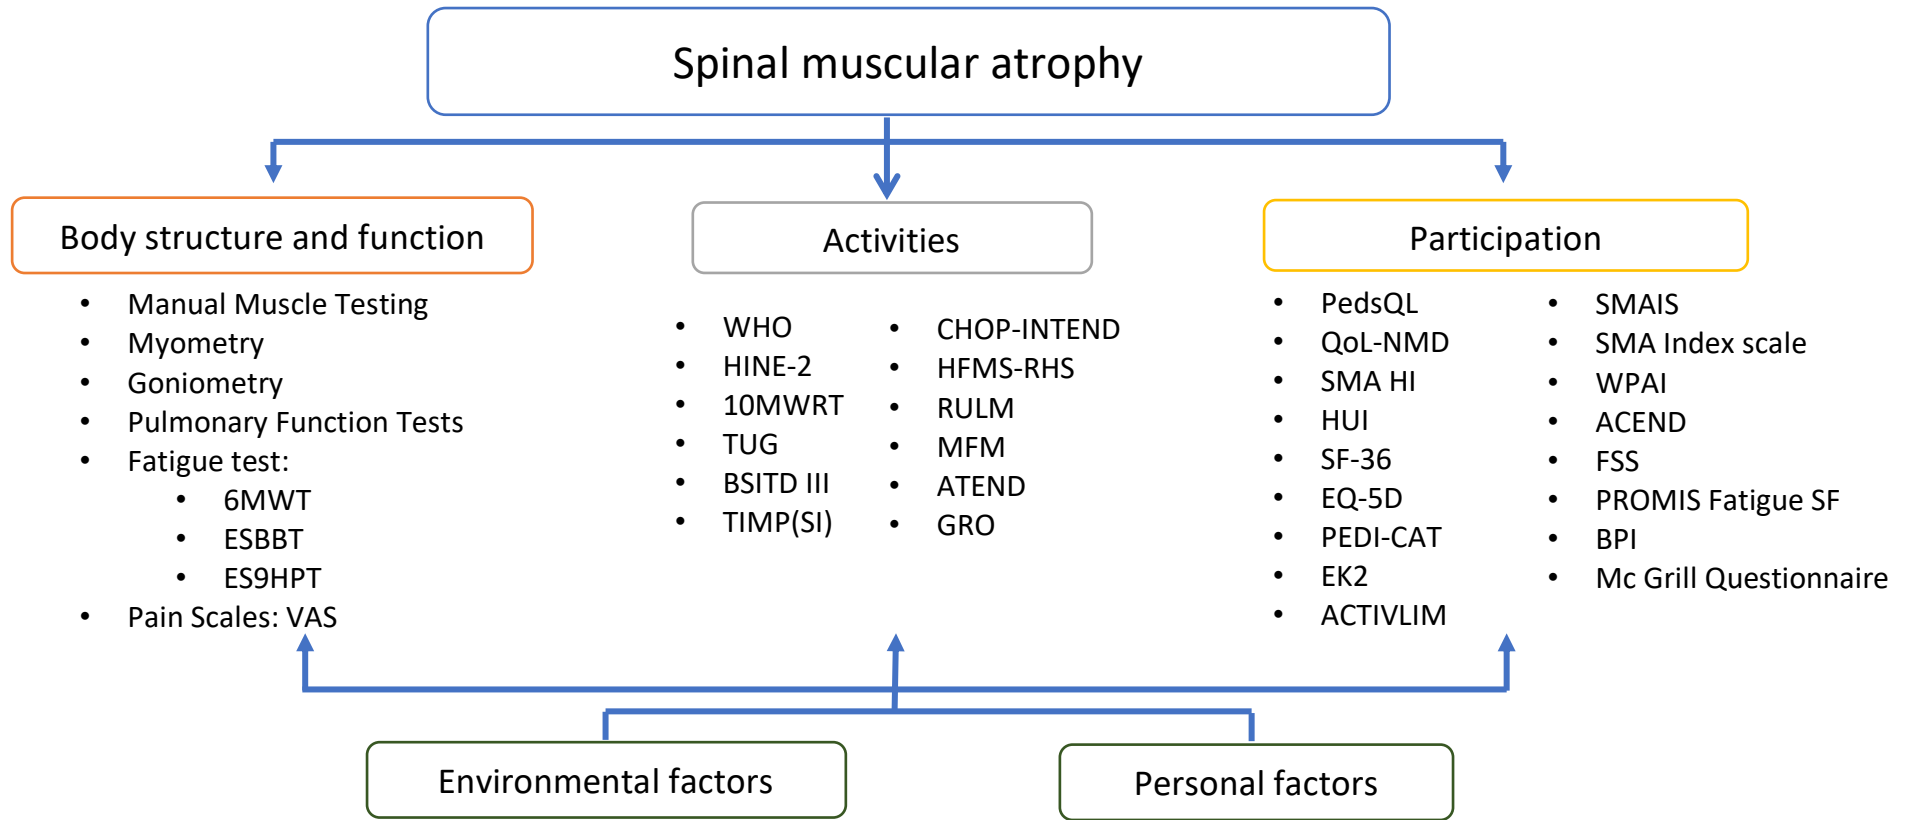 Spinal muscular atrophy
Body structure and function
• Manual Muscle Testing
• Myometry
• Goniometry
• Pulmonary Function Tests
• Fatigue test:
• 6MWT
• ESBBT
• ES9HPT
• Pain Scales: VAS
Activities
• WHO
• HINE-2
• 10MWRT
• TUG
• BSITD III
• TIMP(SI)
• CHOP-INTEND
• HFMS-RHS
• RULM
• MFM
• ATEND
• GRO
Participation
• PedsQL
• QoL-NMD
• SMA HI
• HUI
• SF-36
• EQ-5D
• PEDI-CAT
• EK2
• ACTIVLIM
• SMAIS
• SMA Index scale
• WPAI
• ACEND
• FSS
• PROMIS Fatigue SF
• BPI
• Mc Grill Questionnaire
Environmental factors
Personal factors